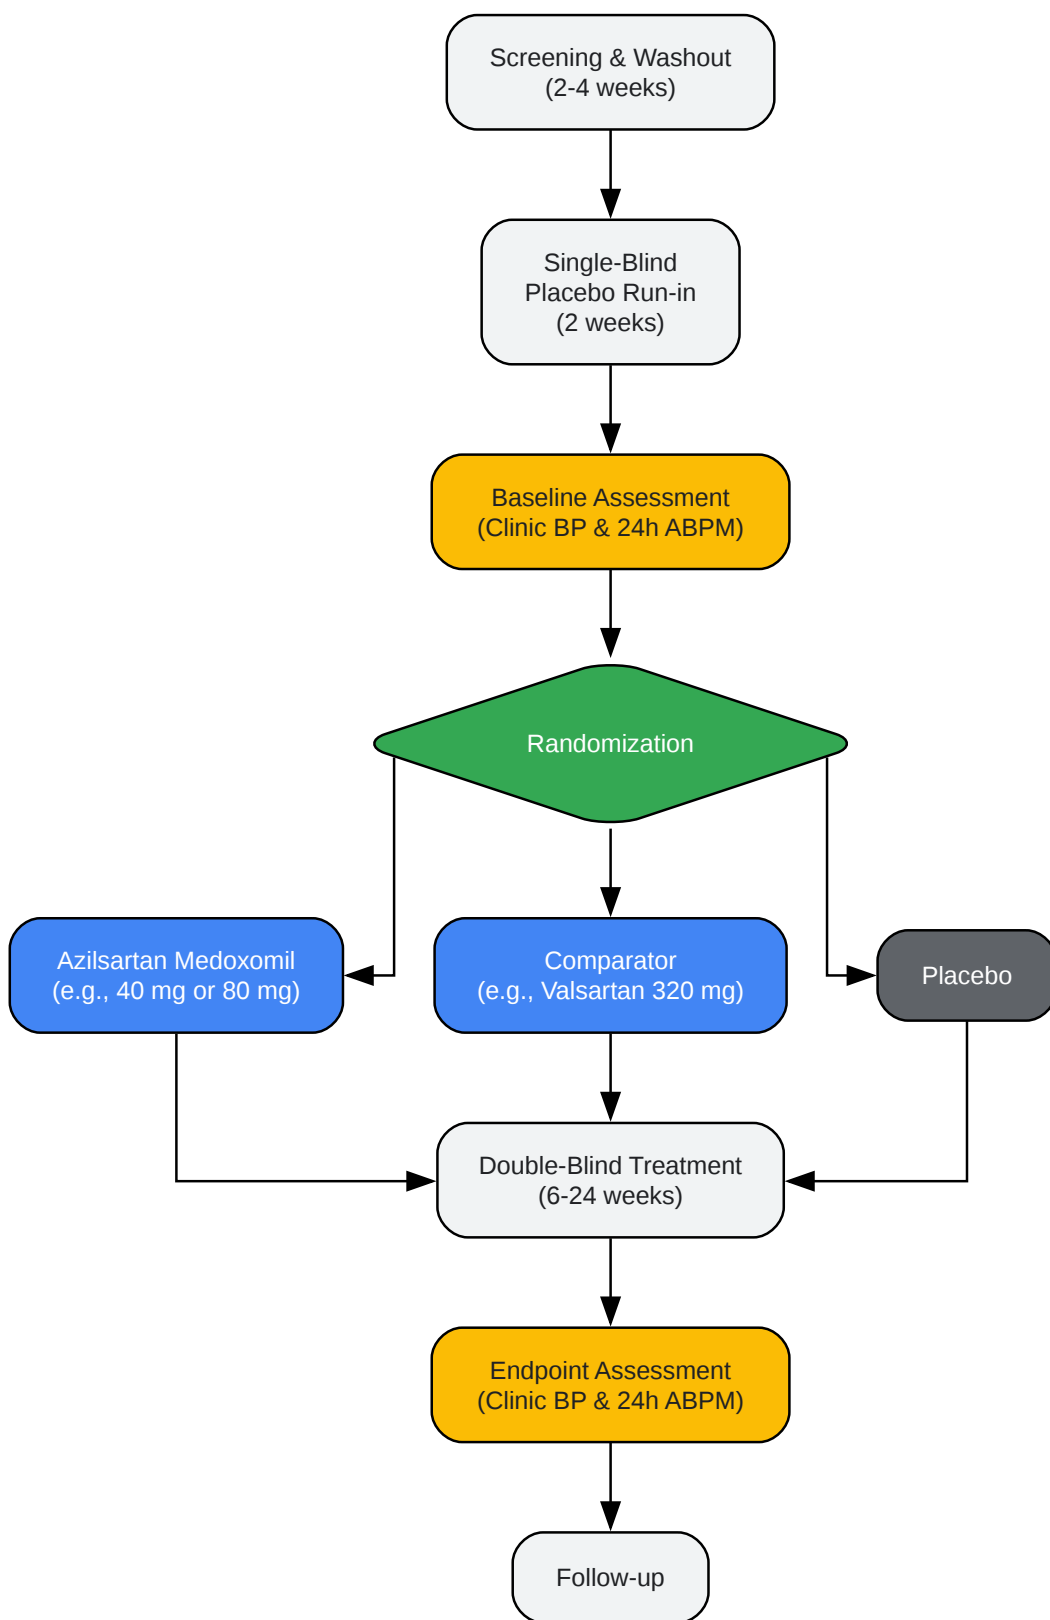 Screening & Washout
(2-4 weeks)
Single-Blind
Placebo Run-in
(2 weeks)
Baseline Assessment
(Clinic BP & 24h ABPM)
Randomization
Azilsartan Medoxomil
(e.g., 40 mg or 80 mg)
Comparator
(e.g., Valsartan 320 mg)
Placebo
Double-Blind Treatment
(6-24 weeks)
Endpoint Assessment
(Clinic BP & 24h ABPM)
Follow-up